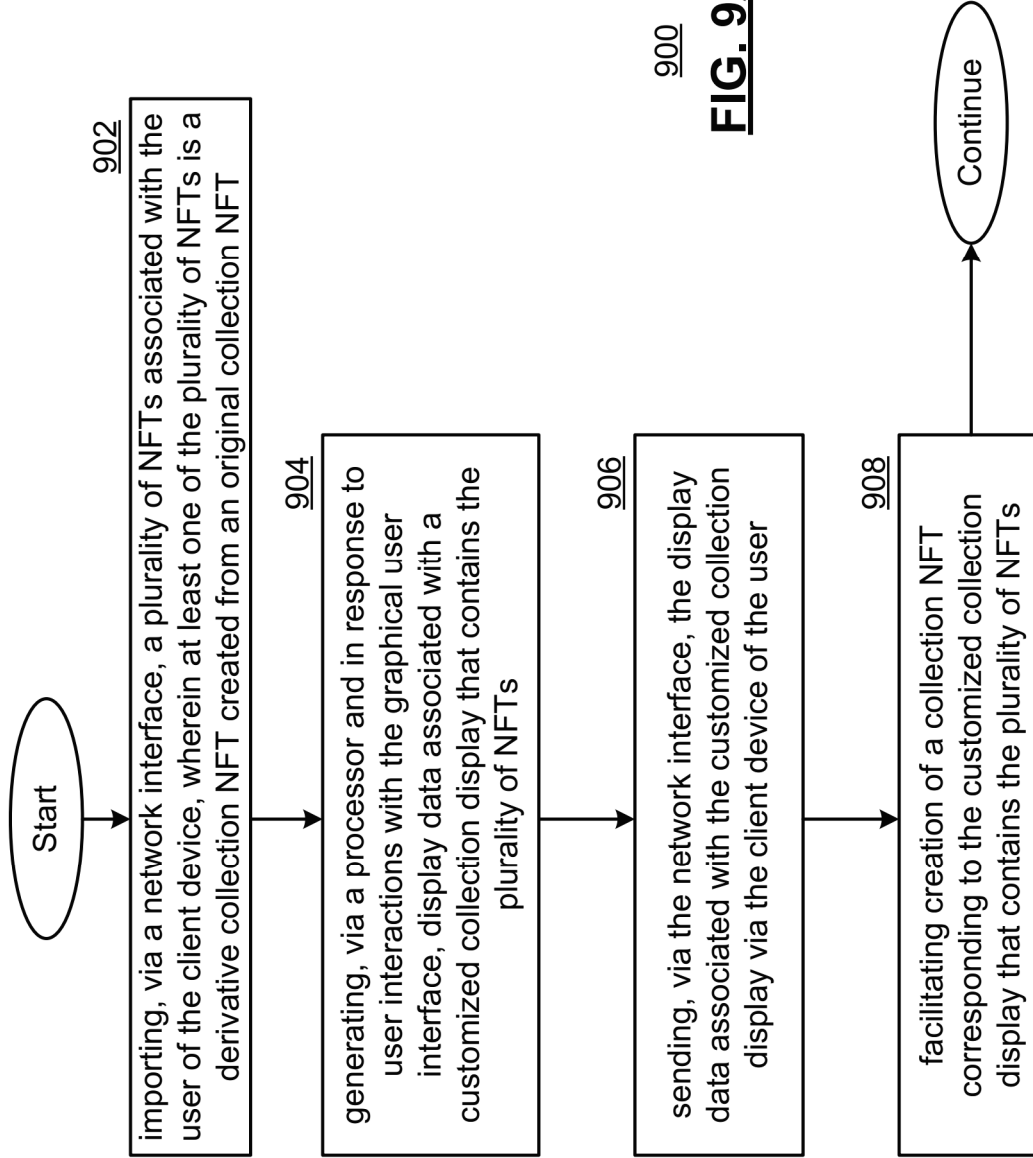 Start
902
importing, via a network interface, a plurality of NFTs associated with the
user of the client device, wherein at least one of the plurality of NFTs is a
derivative collection NFT created from an original collection NFT
904
generating, via a processor and in response to
user interactions with the graphical user
interface, display data associated with a
customized collection display that contains the
plurality of NFTs
906
sending, via the network interface, the display
data associated with the customized collection
display via the client device of the user
908
facilitating creation of a collection NFT
corresponding to the customized collection
display that contains the plurality of NFTs
Continue
900
FIG. 9